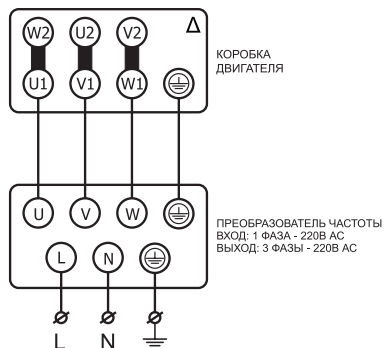 W2 U2 V2 Δ
U1 V1 W1
КОРОБКА
ДВИГАТЕЛЯ
U V W
ПРЕОБРАЗОВАТЕЛЬ ЧАСТОТЫ
ВХОД: 1 ФАЗА - 220В АС
ВЫХОД: 3 ФАЗЫ - 220В АС
L N
L N